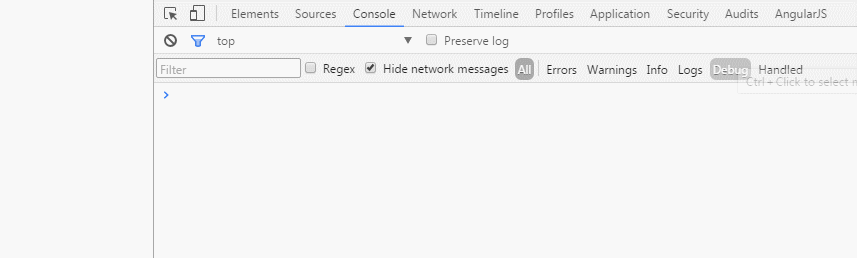 Elements Sources Console Network Timeline Profiles Application Security Audits AngularJS
top Preserve log
Filter Regex Hide network messages All Errors Warnings Info Logs Debug Handled
Ctrl + Click to select